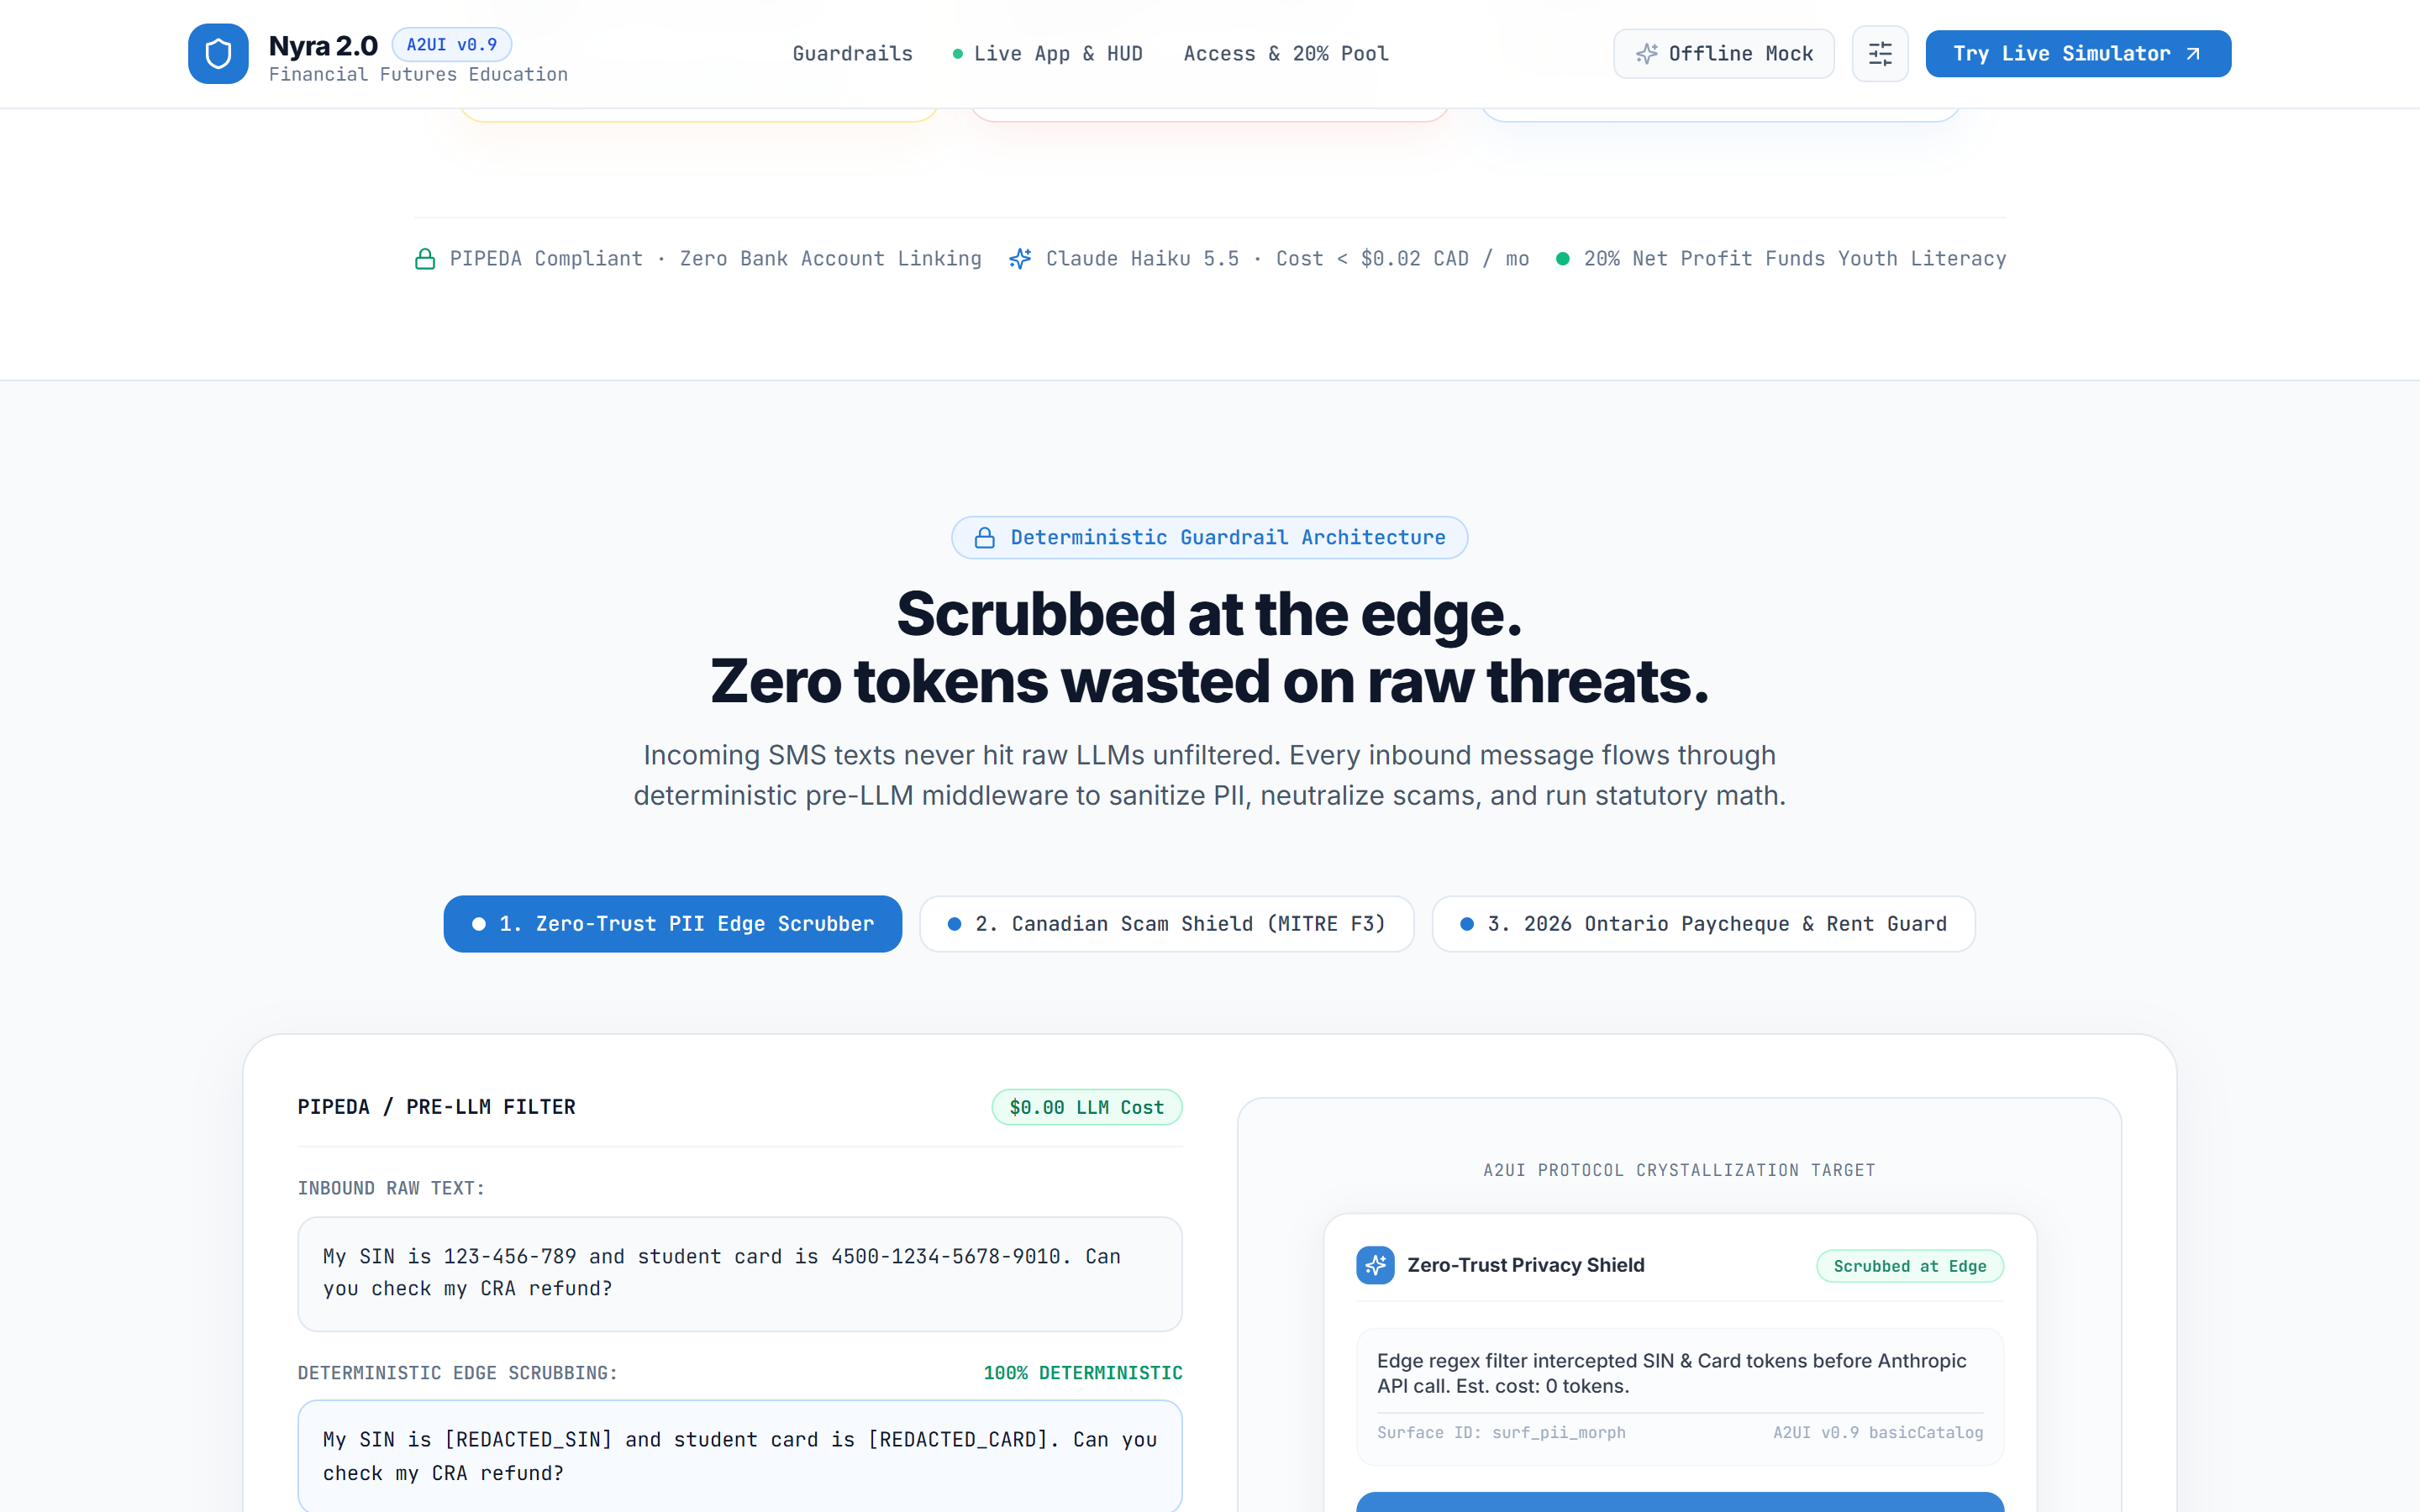 Nyra 2.0
A2UI v0.9
Financial Futures Education
Guardrails
Live App & HUD
Access & 20% Pool
Offline Mock
Try Live Simulator
PIPEDA Compliant · Zero Bank Account Linking
Claude Haiku 5.5 · Cost < $0.02 CAD / mo
20% Net Profit Funds Youth Literacy
Deterministic Guardrail Architecture
Scrubbed at the edge.
Zero tokens wasted on raw threats.
Incoming SMS texts never hit raw LLMs unfiltered. Every inbound message flows through
deterministic pre-LLM middleware to sanitize PII, neutralize scams, and run statutory math.
1. Zero-Trust PII Edge Scrubber
2. Canadian Scam Shield (MITRE F3)
3. 2026 Ontario Paycheque & Rent Guard
PIPEDA / PRE-LLM FILTER
$0.00 LLM Cost
INBOUND RAW TEXT:
My SIN is 123-456-789 and student card is 4500-1234-5678-9010. Can
you check my CRA refund?
DETERMINISTIC EDGE SCRUBBING:
100% DETERMINISTIC
My SIN is [REDACTED_SIN] and student card is [REDACTED_CARD]. Can you
check my CRA refund?
A2UI PROTOCOL CRYSTALLIZATION TARGET
Zero-Trust Privacy Shield
Scrubbed at Edge
Edge regex filter intercepted SIN & Card tokens before Anthropic
API call. Est. cost: 0 tokens.
Surface ID: surf_pii_morph
A2UI v0.9 basicCatalog